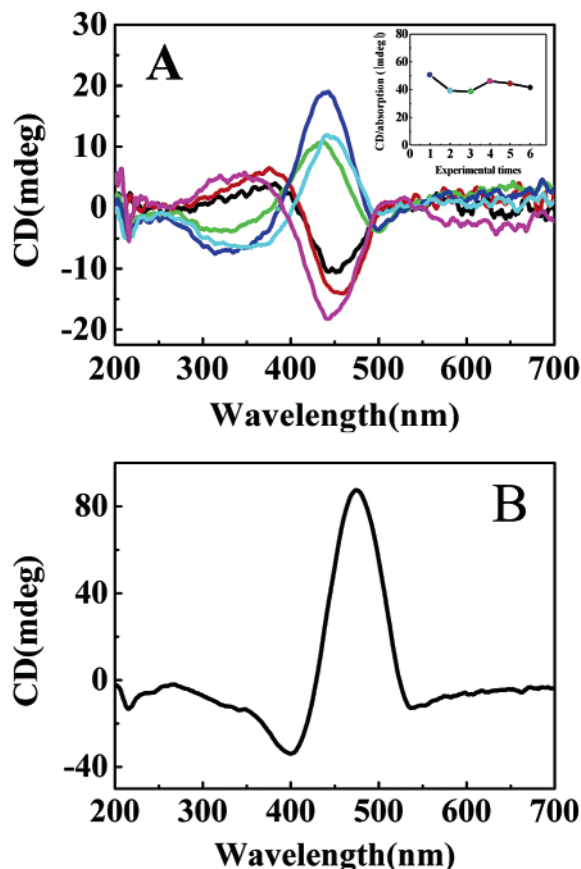 A
CD(mdeg)
30
20
10
0
-10
-20
200 300 400 500 600 700
Wavelength(nm)
CD/absorption (|mdeg|)
80
60
40
20
0
0 1 2 3 4 5 6
Experimental times
B
CD(mdeg)
80
40
0
-40
200 300 400 500 600 700
Wavelength(nm)